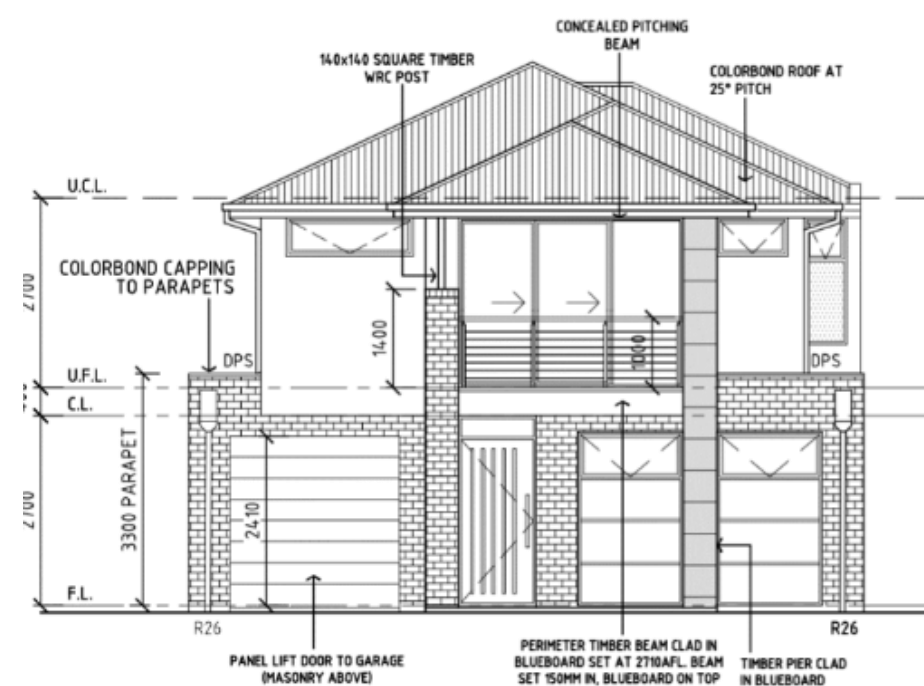 CONCEALED PITCHING
BEAM
140x140 SQUARE TIMBER
WRC POST
COLORBOND ROOF AT
25° PITCH
U.C.L.
COLORBOND CAPPING
TO PARAPETS
2700
1400
1000
DPS
DPS
U.F.L.
C.L.
3300 PARAPET
2410
2700
F.L.
R26
R26
PANEL LIFT DOOR TO GARAGE
(MASONRY ABOVE)
PERIMETER TIMBER BEAM CLAD IN
BLUEBOARD SET AT 2710AFL. BEAM
SET 150MM IN, BLUEBOARD ON TOP
TIMBER PIER CLAD
IN BLUEBOARD